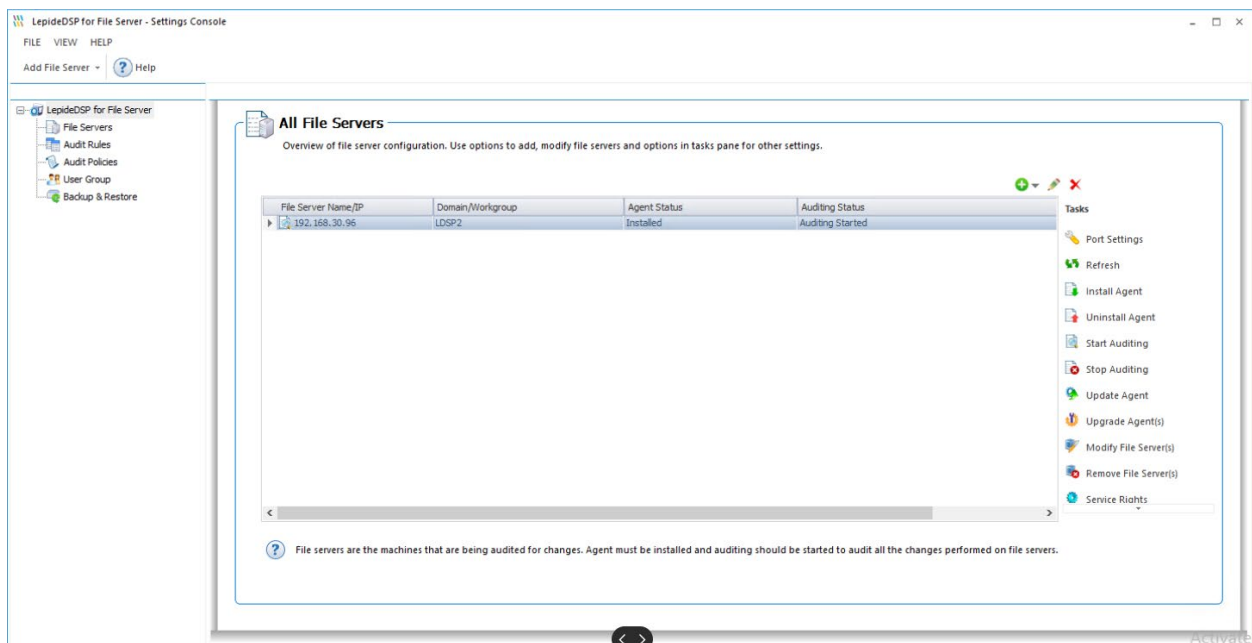 LepideDSP for File Server - Settings Console
FILE VIEW HELP
Add File Server ? Help
LepideDSP for File Server
File Servers
Audit Rules
Audit Policies
User Group
Backup & Restore
All File Servers
Overview of file server configuration. Use options to add, modify file servers and options in tasks pane for other settings.
File Server Name/IP Domain/Workgroup Agent Status Auditing Status
192.168.30.96 LDSP2 Installed Auditing Started
Tasks
Port Settings
Refresh
Install Agent
Uninstall Agent
Start Auditing
Stop Auditing
Update Agent
Upgrade Agent(s)
Modify File Server(s)
Remove File Server(s)
Service Rights
? File servers are the machines that are being audited for changes. Agent must be installed and auditing should be started to audit all the changes performed on file servers.
Activate